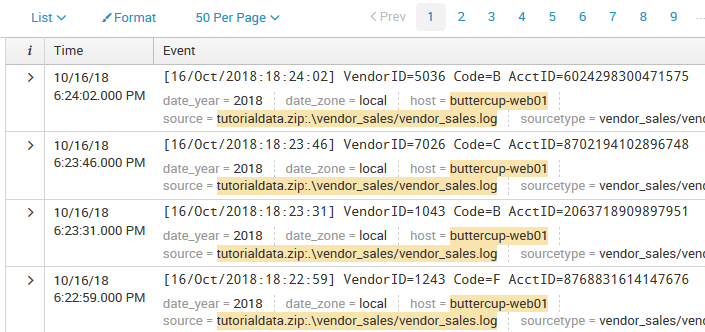 List Format 50 Per Page < Prev 1 2 3 4 5 6 7 8 9 ...
i Time Event
> 10/16/18 [16/Oct/2018:18:24:02] VendorID=5036 Code=B AcctID=6024298300471575
6:24:02.000 PM date_year = 2018 date_zone = local host = buttercup-web01
source = tutorialdata.zip:.\vendor_sales/vendor_sales.log sourcetype = vendor_sales/ven
> 10/16/18 [16/Oct/2018:18:23:46] VendorID=7026 Code=C AcctID=8702194102896748
6:23:46.000 PM date_year = 2018 date_zone = local host = buttercup-web01
source = tutorialdata.zip:.\vendor_sales/vendor_sales.log sourcetype = vendor_sales/ven
> 10/16/18 [16/Oct/2018:18:23:31] VendorID=1043 Code=B AcctID=2063718909897951
6:23:31.000 PM date_year = 2018 date_zone = local host = buttercup-web01
source = tutorialdata.zip:.\vendor_sales/vendor_sales.log sourcetype = vendor_sales/ven
> 10/16/18 [16/Oct/2018:18:22:59] VendorID=1243 Code=F AcctID=8768831614147676
6:22:59.000 PM date_year = 2018 date_zone = local host = buttercup-web01
source = tutorialdata.zip:.\vendor_sales/vendor_sales.log sourcetype = vendor_sales/ven